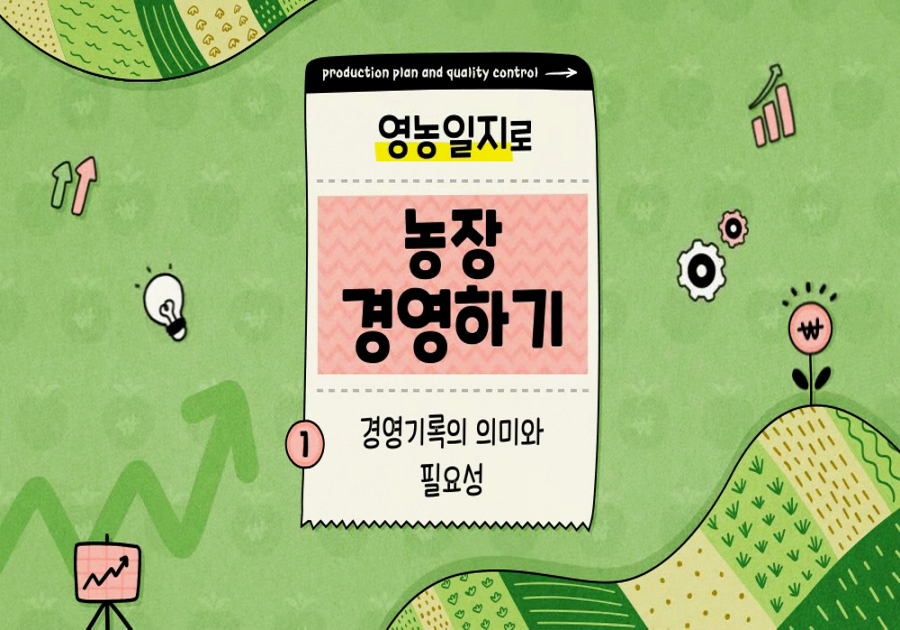 production plan and quality control
영농일지로
농장
경영하기
1
경영기록의 의미와
필요성
₩